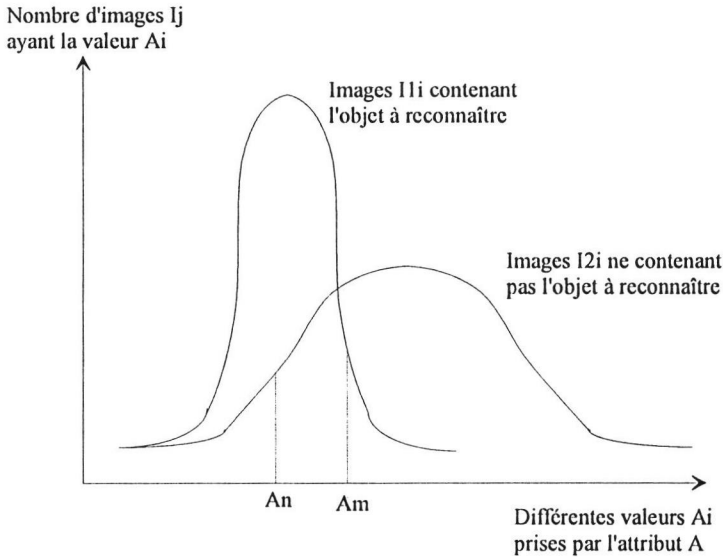 Nombre d'images Ij
ayant la valeur Ai
Images I1i contenant
l'objet à reconnaître
Images I2i ne contenant
pas l'objet à reconnaître
An
Am
Différentes valeurs Ai
prises par l'attribut A